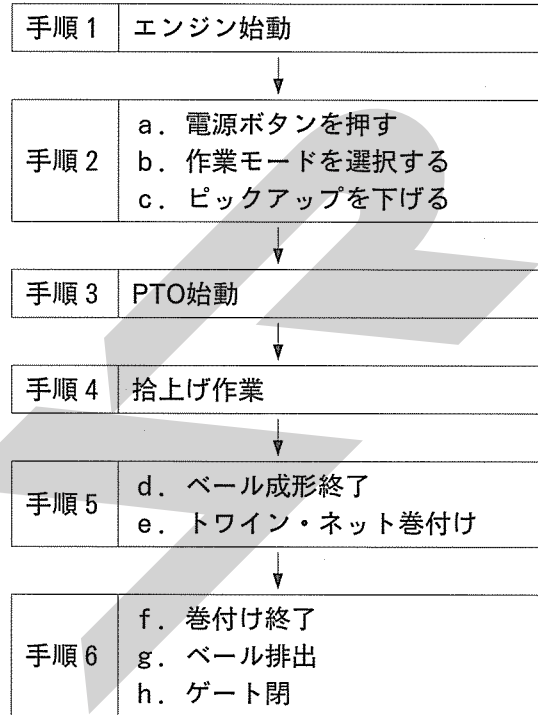 手順1 エンジン始動
手順2
a．電源ボタンを押す
b．作業モードを選択する
c．ピックアップを下げる
手順3 PTO始動
手順4 拾上げ作業
手順5
d．ベール成形終了
e．トワイン・ネット巻付け
手順6
f．巻付け終了
g．ベール排出
h．ゲート閉